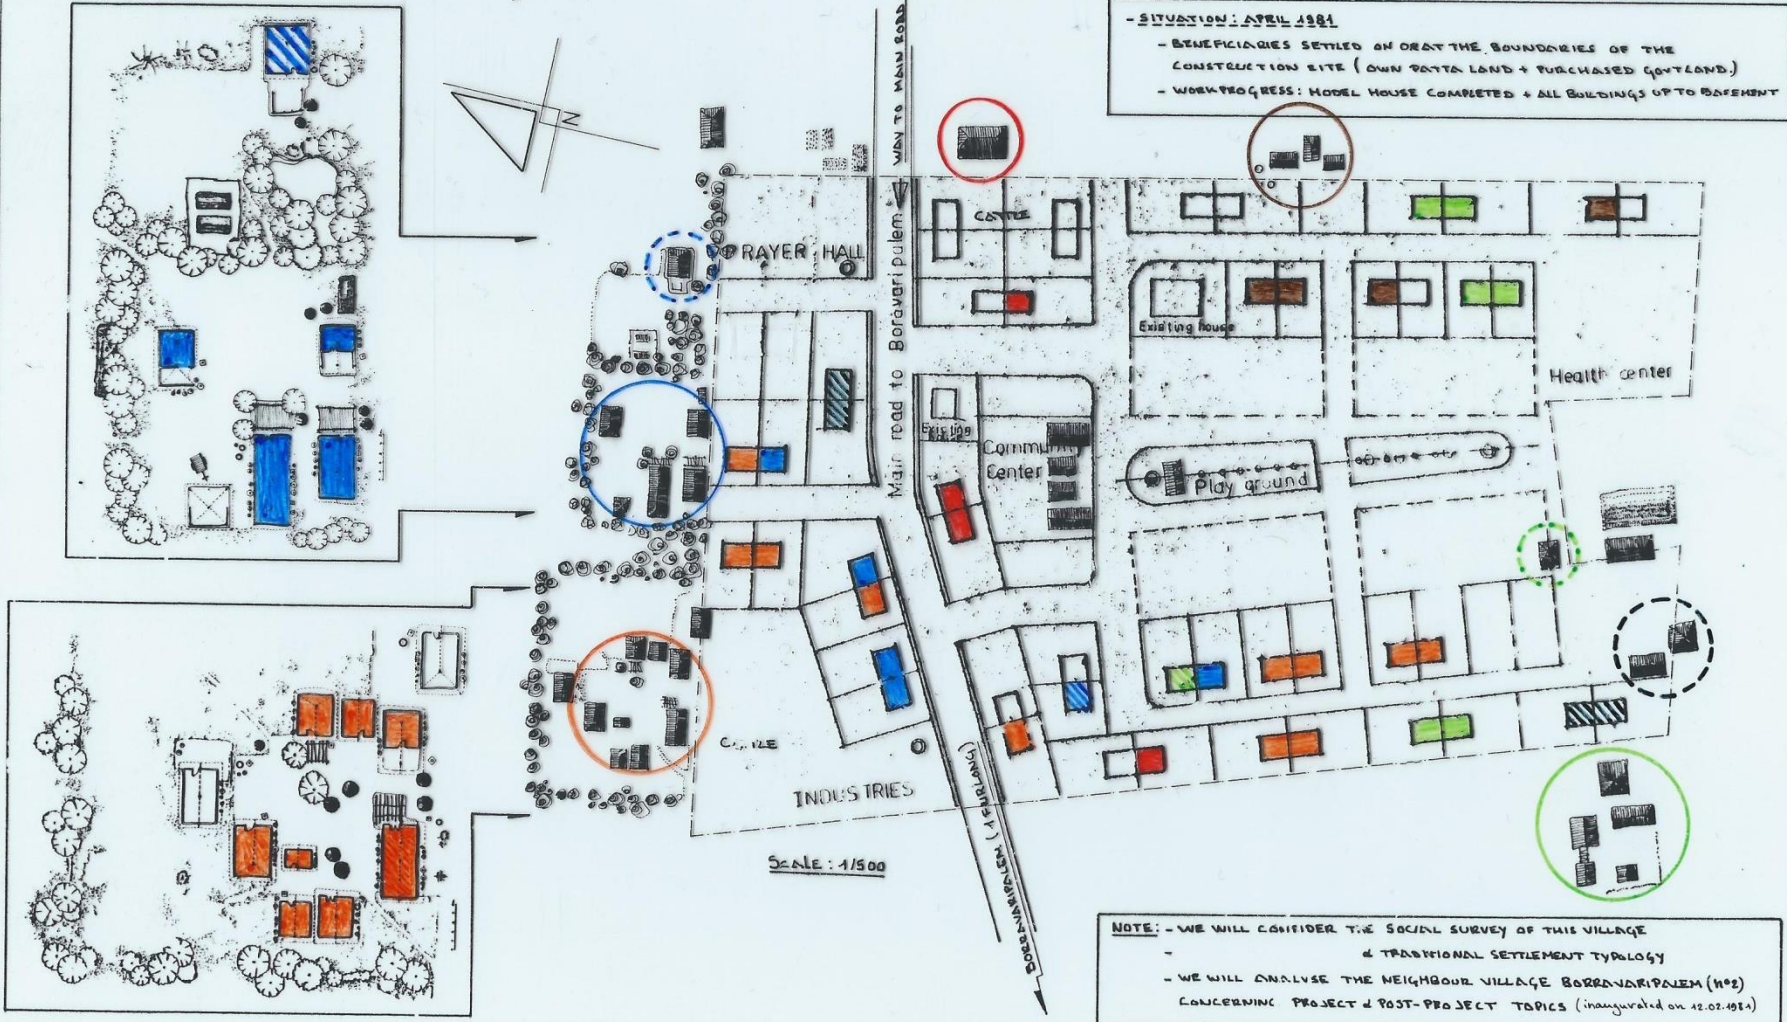 - SITUATION: APRIL 1981
- BENEFICIARIES SETTLED ON OR AT THE BOUNDARIES OF THE
CONSTRUCTION SITE (OWN PATTA LAND + PURCHASED GOVT LAND.)
- WORKPROGRESS: MODEL HOUSE COMPLETED + ALL BUILDINGS UP TO BASEMENT
N
WAY TO MAIN ROAD
Main road to Boravaripulem
PRAYER HALL
CATTLE
Existing house
Health center
Existing
Community
Center
Play ground
INDUSTRIES
BORRAVARIPALEM (1 FURLONG)
SCALE: 1/500
NOTE: - WE WILL CONSIDER THE SOCIAL SURVEY OF THIS VILLAGE
- & TRADITIONAL SETTLEMENT TYPOLOGY
- WE WILL ANALYSE THE NEIGHBOUR VILLAGE BORRAVARIPALEM (n°2)
CONCERNING PROJECT & POST-PROJECT TOPICS (inaugurated on 12.02.1981)